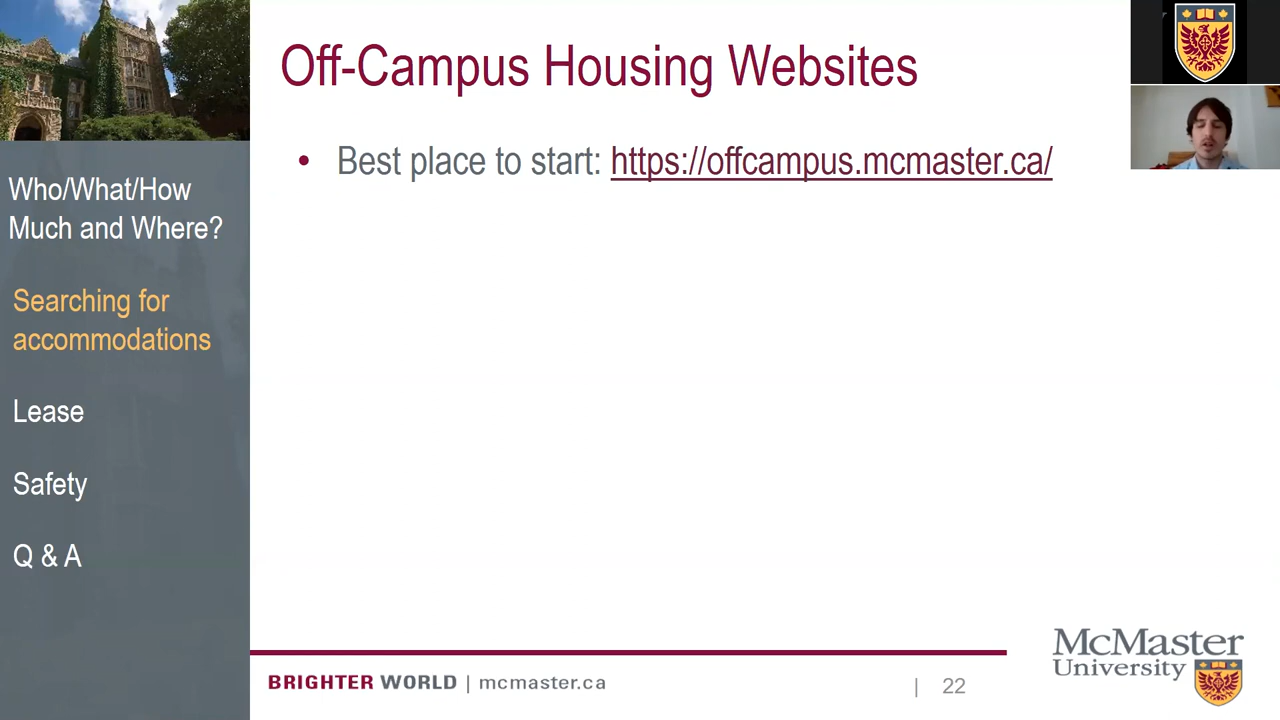 Off-Campus Housing Websites
• Best place to start: https://offcampus.mcmaster.ca/
Who/What/How
Much and Where?
Searching for
accommodations
Lease
Safety
Q & A
BRIGHTER WORLD | mcmaster.ca
| 22
McMaster
University